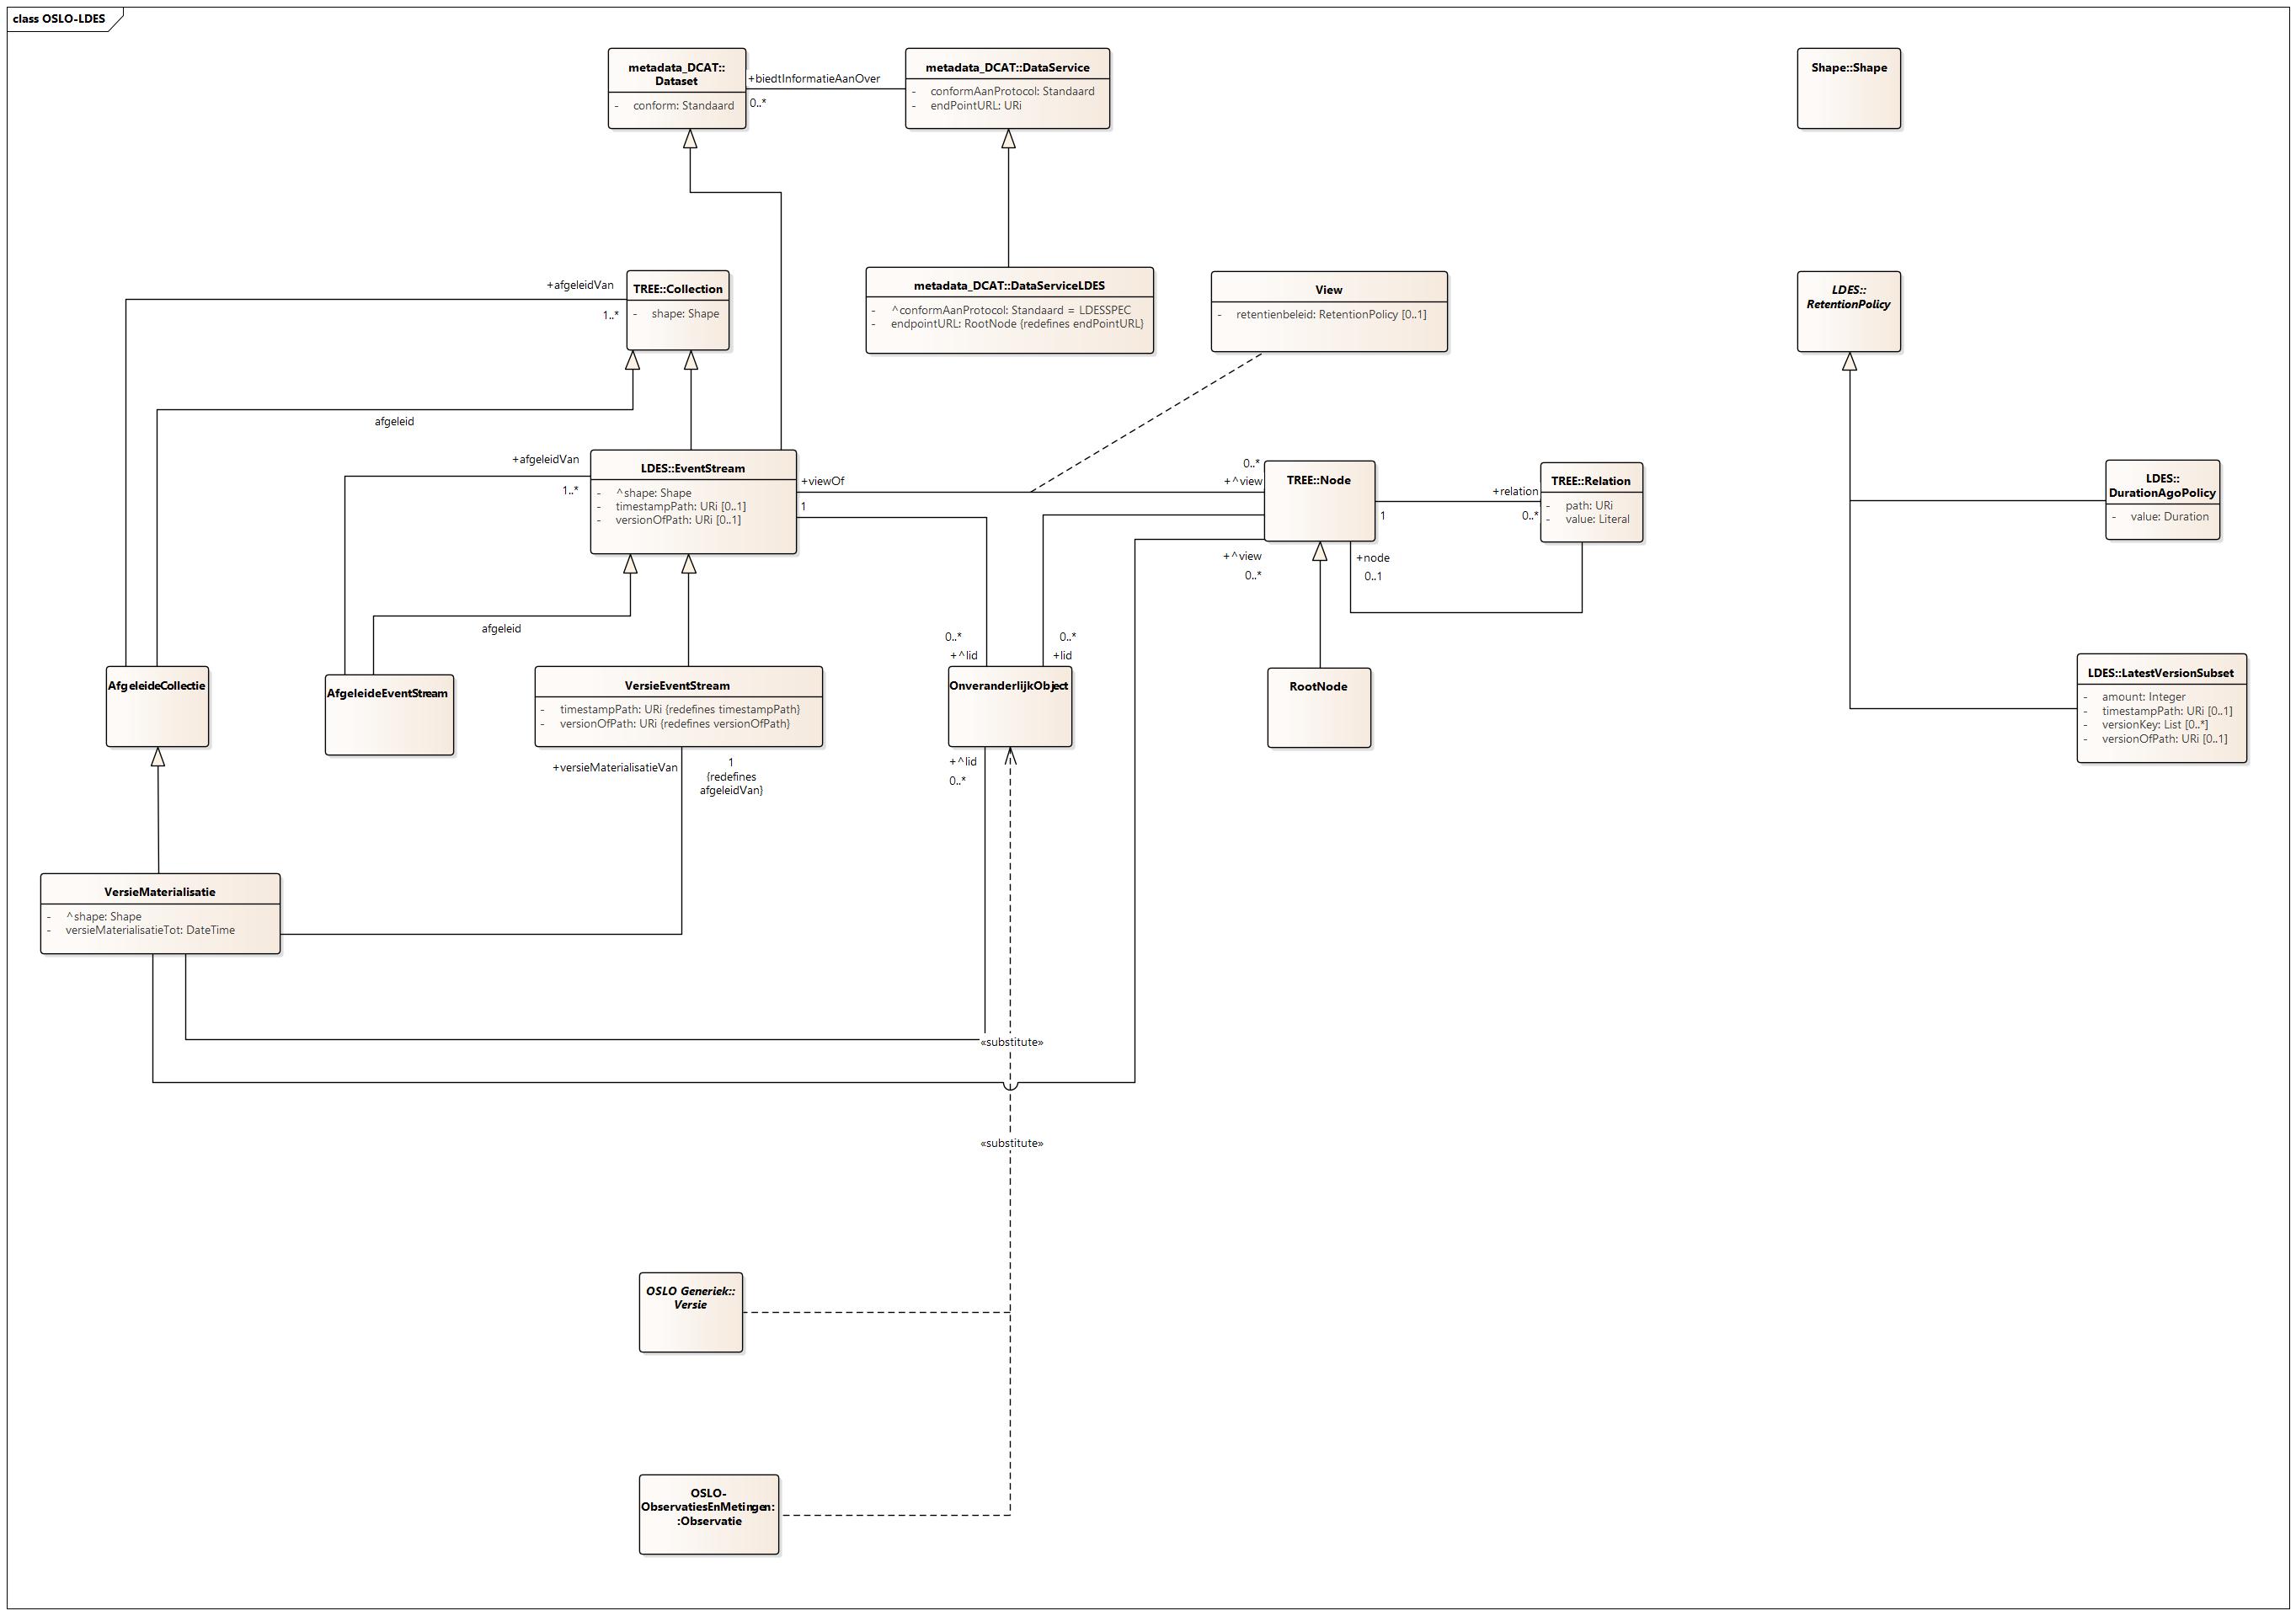 class OSLO-LDES
metadata_DCAT::
Dataset
- conform: Standaard
+biedtInformatieAanOver
0..*
metadata_DCAT::DataService
- conformAanProtocol: Standaard
- endPointURL: URi
Shape::Shape
+afgeleidVan
1..*
TREE::Collection
- shape: Shape
metadata_DCAT::DataServiceLDES
- ^conformAanProtocol: Standaard = LDESSPEC
- endpointURL: RootNode {redefines endPointURL}
View
- retentienbeleid: RetentionPolicy [0..1]
LDES::
RetentionPolicy
afgeleid
+afgeleidVan
1..*
LDES::EventStream
- ^shape: Shape
- timestampPath: URi [0..1]
- versionOfPath: URi [0..1]
+viewOf
1
0..*
+^view
TREE::Node
+relation
0..*
1
TREE::Relation
- path: URi
- value: Literal
LDES::
DurationAgoPolicy
- value: Duration
+^view
0..*
+node
0..1
afgeleid
0..*
+^lid
0..*
+lid
AfgeleideCollectie
AfgeleideEventStream
VersieEventStream
- timestampPath: URi {redefines timestampPath}
- versionOfPath: URi {redefines versionOfPath}
OnveranderlijkObject
RootNode
LDES::LatestVersionSubset
- amount: Integer
- timestampPath: URi [0..1]
- versionKey: List [0..*]
- versionOfPath: URi [0..1]
+versieMaterialisatieVan
1
{redefines
afgeleidVan}
+^lid
0..*
VersieMaterialisatie
- ^shape: Shape
- versieMaterialisatieTot: DateTime
«substitute»
«substitute»
OSLO Generiek::
Versie
OSLO-
ObservatiesEnMetingen:
:Observatie